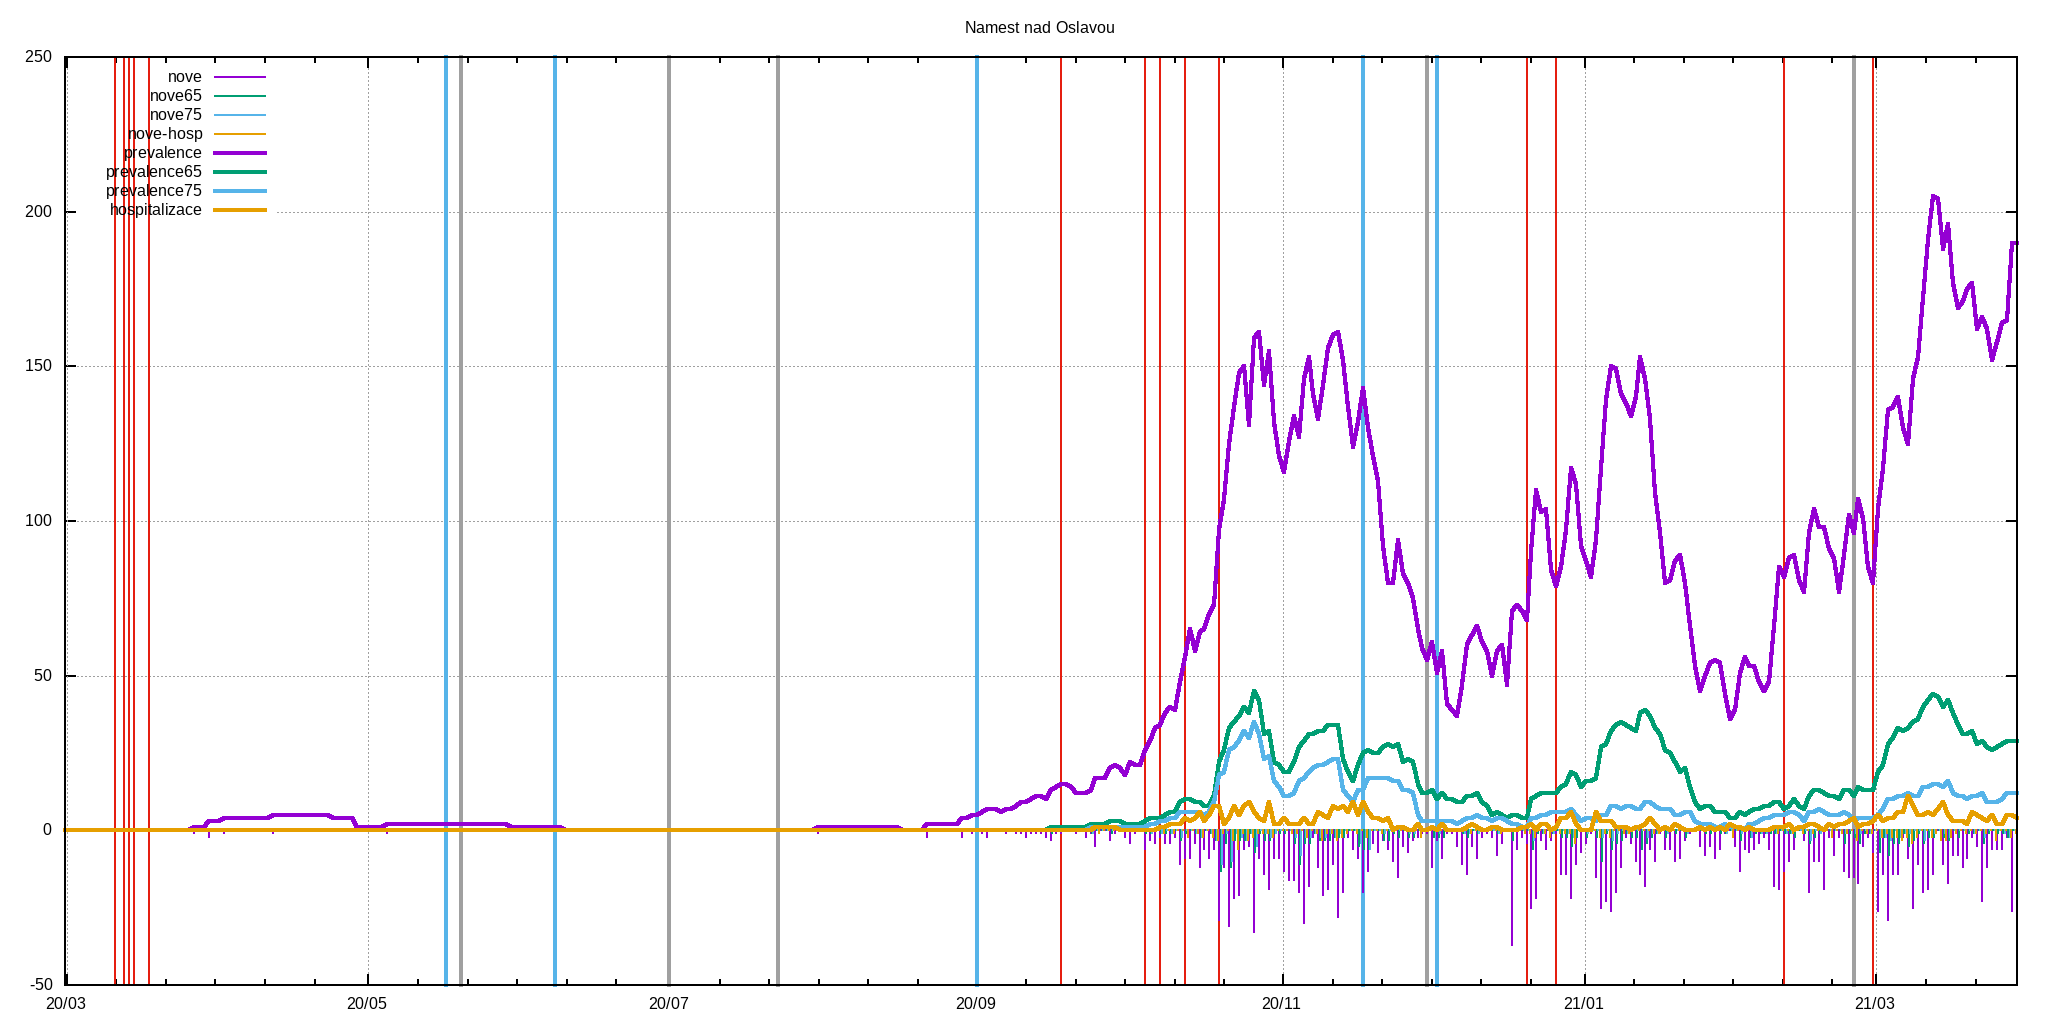 Namest nad Oslavou
250
200
150
100
50
0
-50
nove
nove65
nove75
nove-hosp
prevalence
prevalence65
prevalence75
hospitalizace
20/03 20/05 20/07 20/09 20/11 21/01 21/03